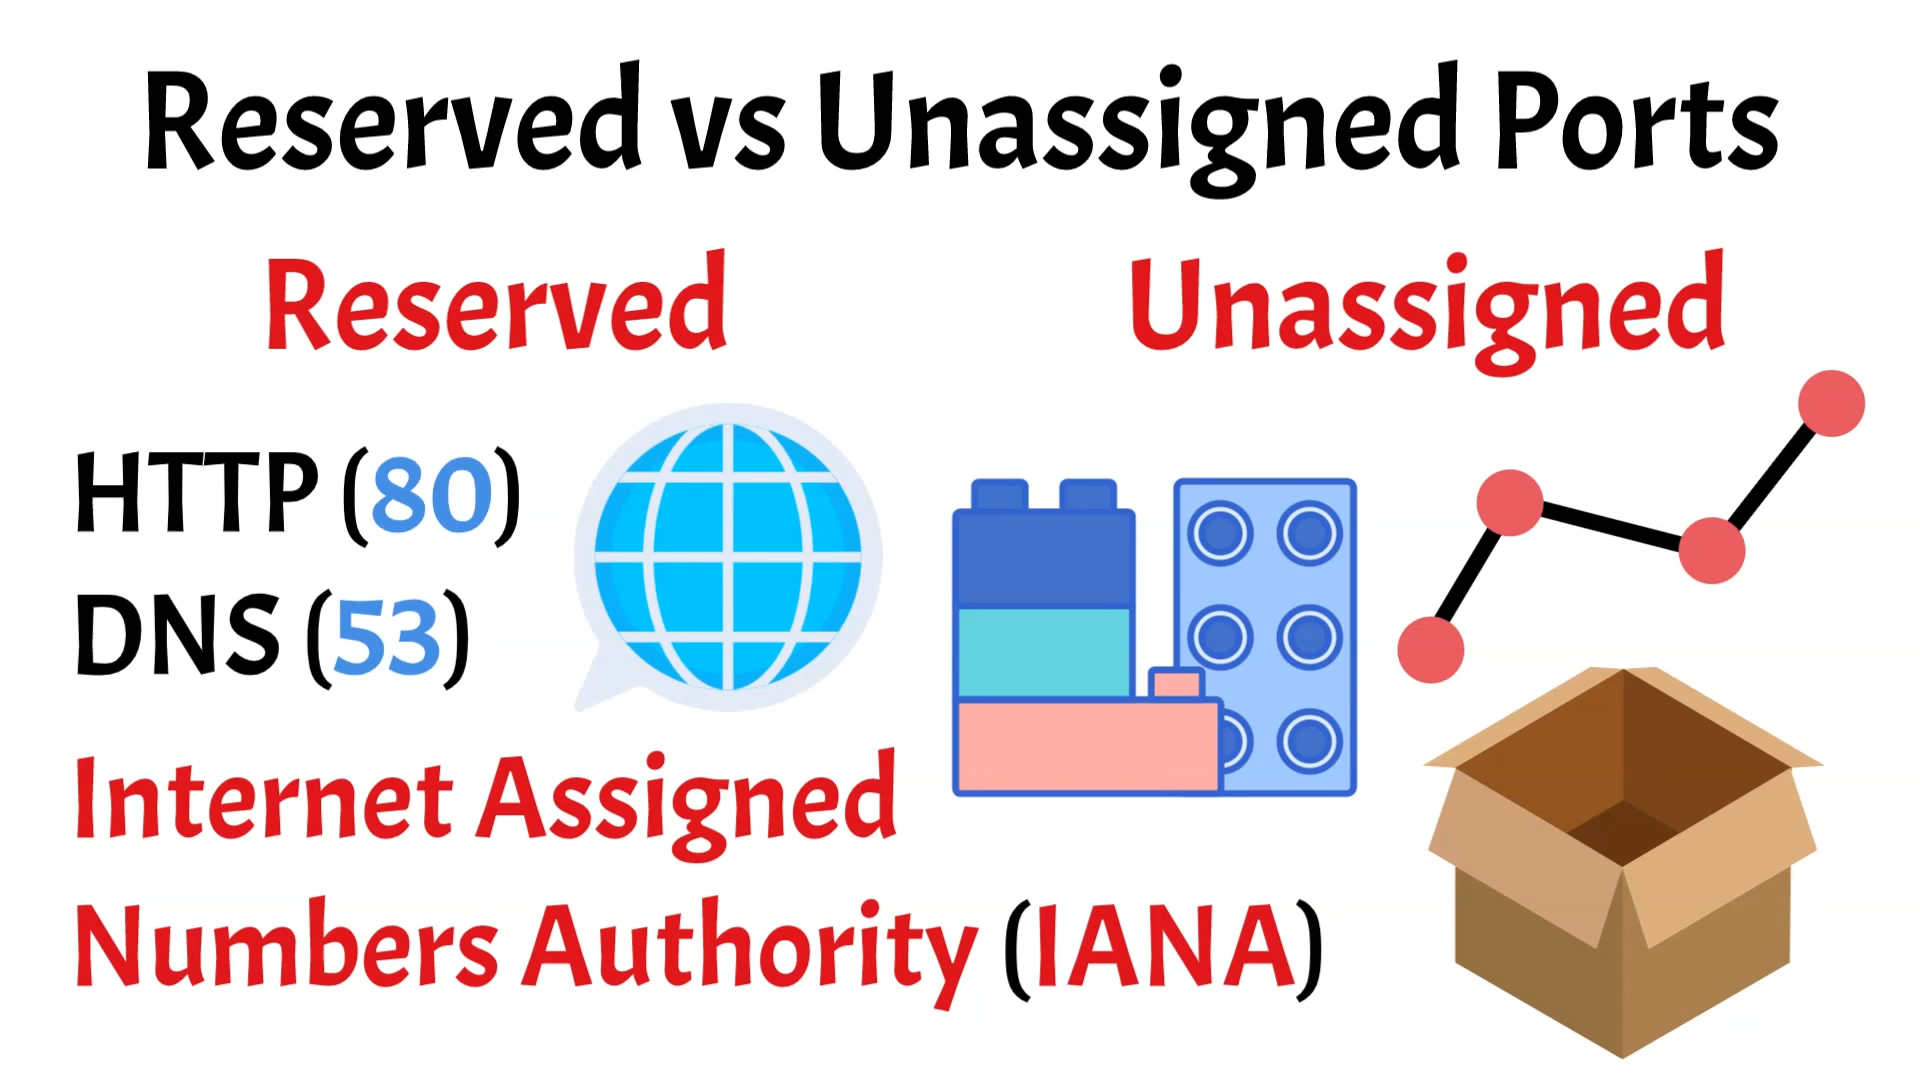 Reserved vs Unassigned Ports
Reserved
Unassigned
HTTP (80)
DNS (53)
Internet Assigned
Numbers Authority (IANA)